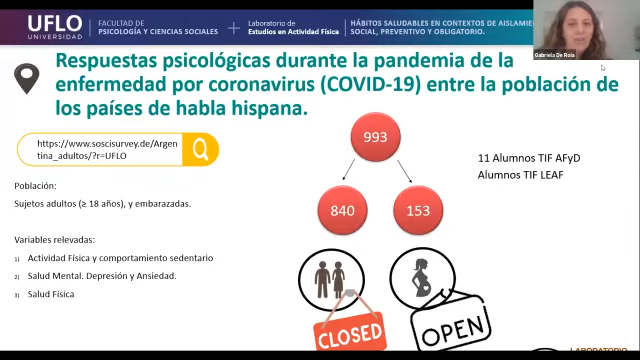 UFLO
UNIVERSIDAD
FACULTAD DE
PSICOLOGÍA Y CIENCIAS SOCIALES
Laboratorio de
Estudios en Actividad Física
HÁBITOS SALUDABLES EN CONTEXTOS DE AISLAMIE
SOCIAL, PREVENTIVO Y OBLIGATORIO.
Gabriela De Roia
Respuestas psicológicas durante la pandemia de la
enfermedad por coronavirus (COVID-19) entre la población de
los países de habla hispana.
https://www.soscisurvey.de/Argen
tina_adultos/?r=UFLO
993
11 Alumnos TIF AFyD
Alumnos TIF LEAF
Población:
Sujetos adultos (≥ 18 años), y embarazadas.
840
153
Variables relevadas:
1) Actividad Física y comportamiento sedentario
2) Salud Mental. Depresión y Ansiedad.
3) Salud Física
CLOSED
OPEN
LABORATORIO